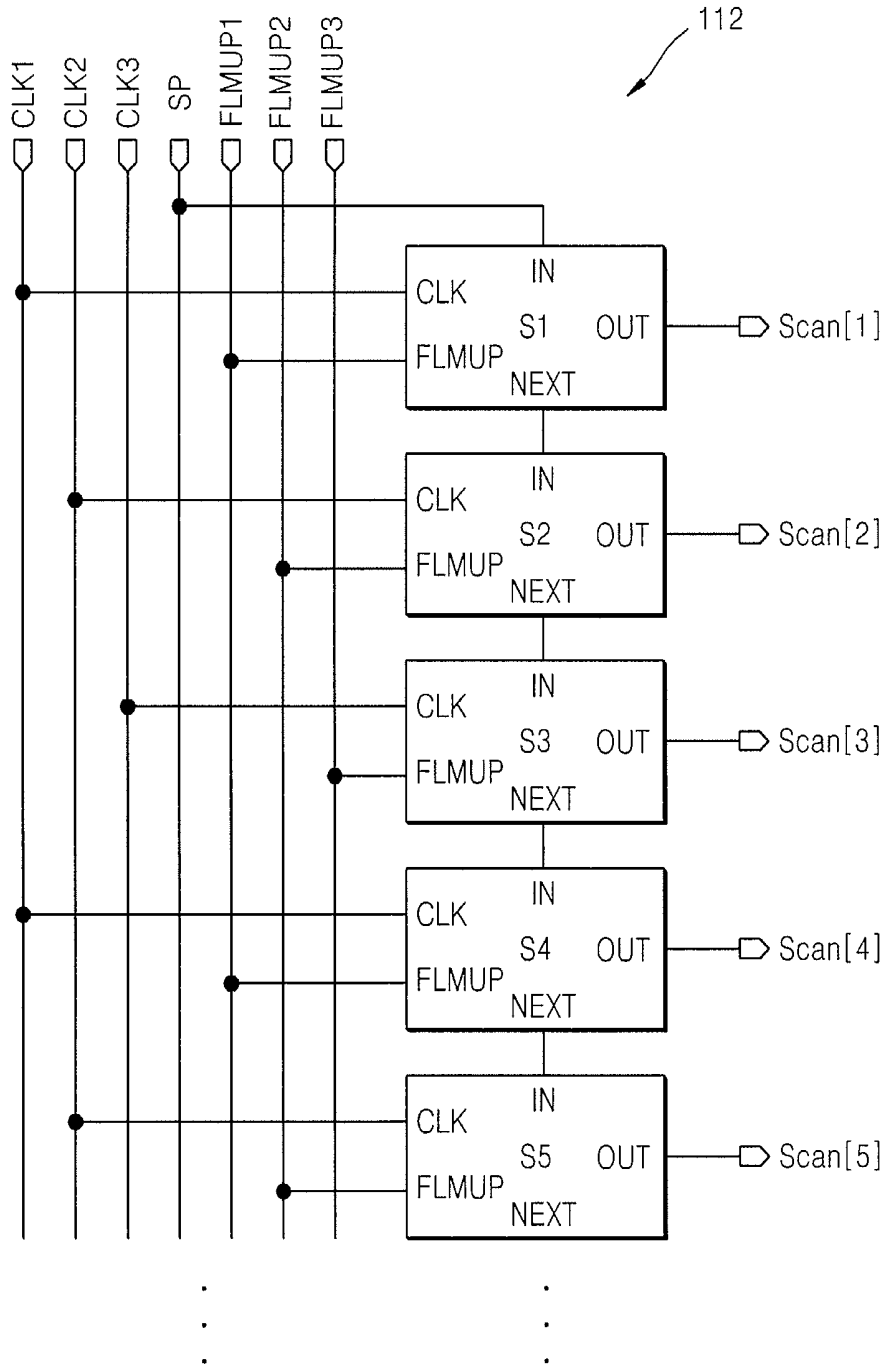 112
CLK1
CLK2
CLK3
SP
FLMUP1
FLMUP2
FLMUP3
IN
CLK
S1
OUT
Scan[1]
FLMUP
NEXT
IN
CLK
S2
OUT
Scan[2]
FLMUP
NEXT
IN
CLK
S3
OUT
Scan[3]
FLMUP
NEXT
IN
CLK
S4
OUT
Scan[4]
FLMUP
NEXT
IN
CLK
S5
OUT
Scan[5]
FLMUP
NEXT